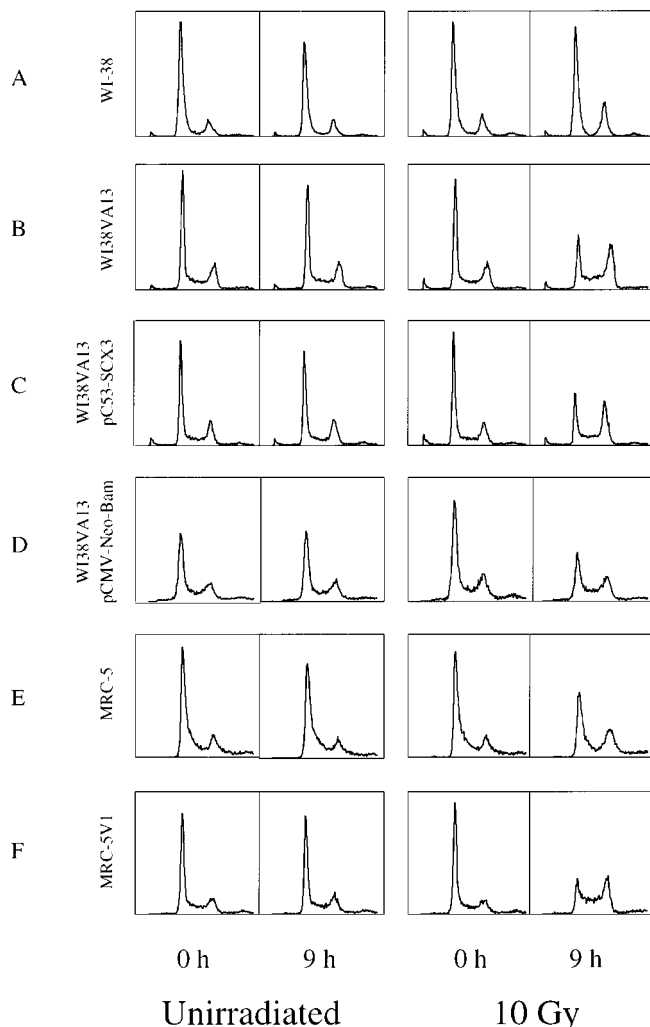 A
WI-38
B
WI38VA13
C
WI38VA13
pC53-SCX3
D
WI38VA13
pCMV-Neo-Bam
E
MRC-5
F
MRC-5V1
0 h 9 h 0 h 9 h
Unirradiated 10 Gy